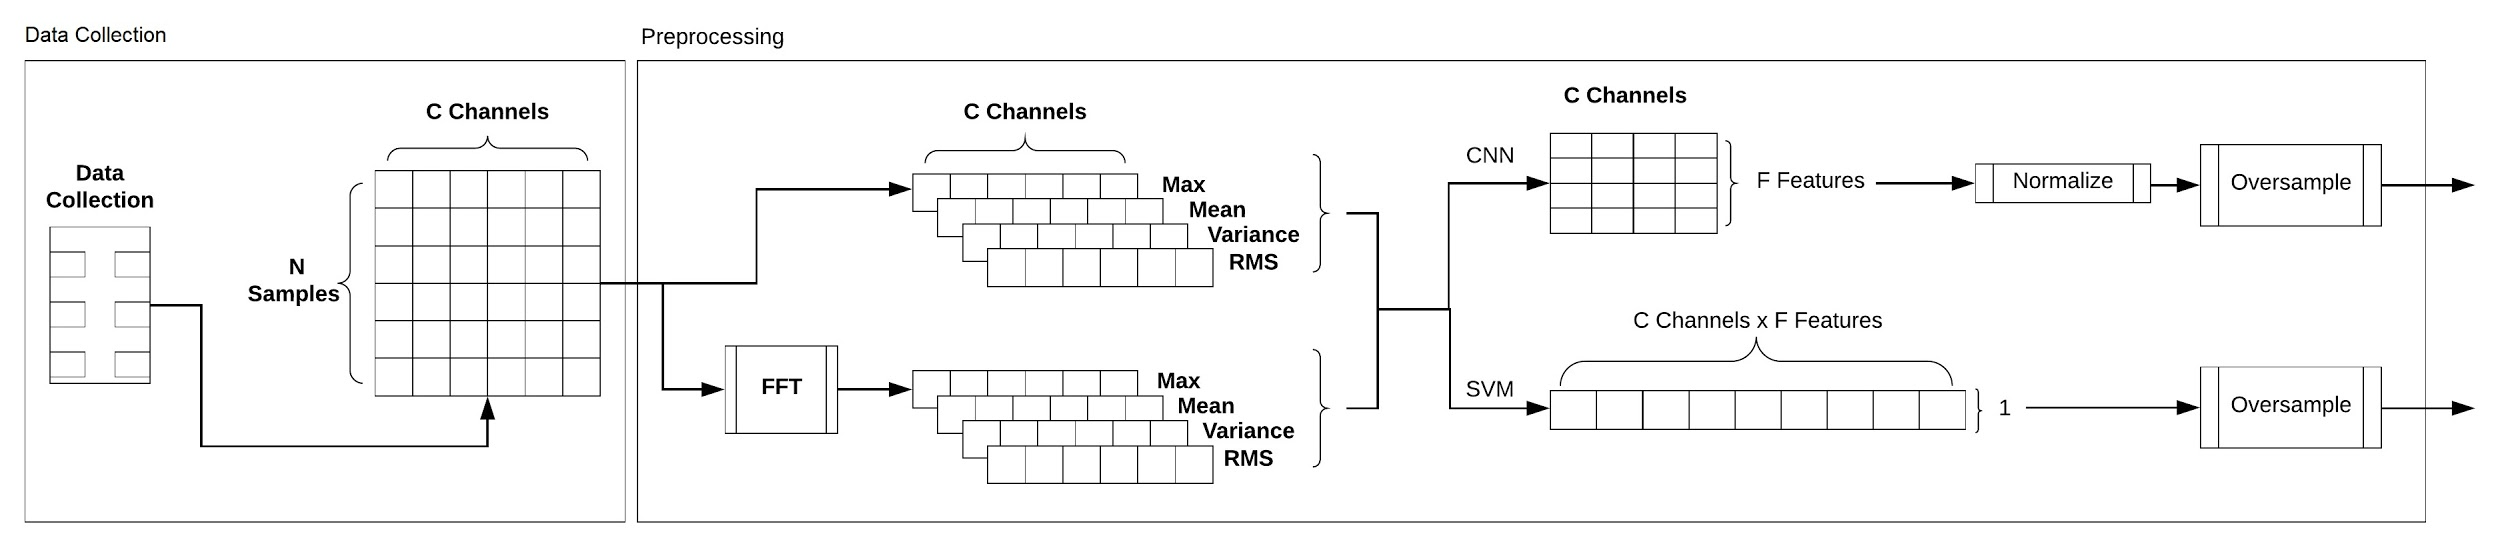 Data Collection
Preprocessing
C Channels
Data
Collection
N
Samples
C Channels
Max
Mean
Variance
RMS
FFT
Max
Mean
Variance
RMS
CNN
C Channels
F Features
Normalize
Oversample
SVM
C Channels x F Features
1
Oversample